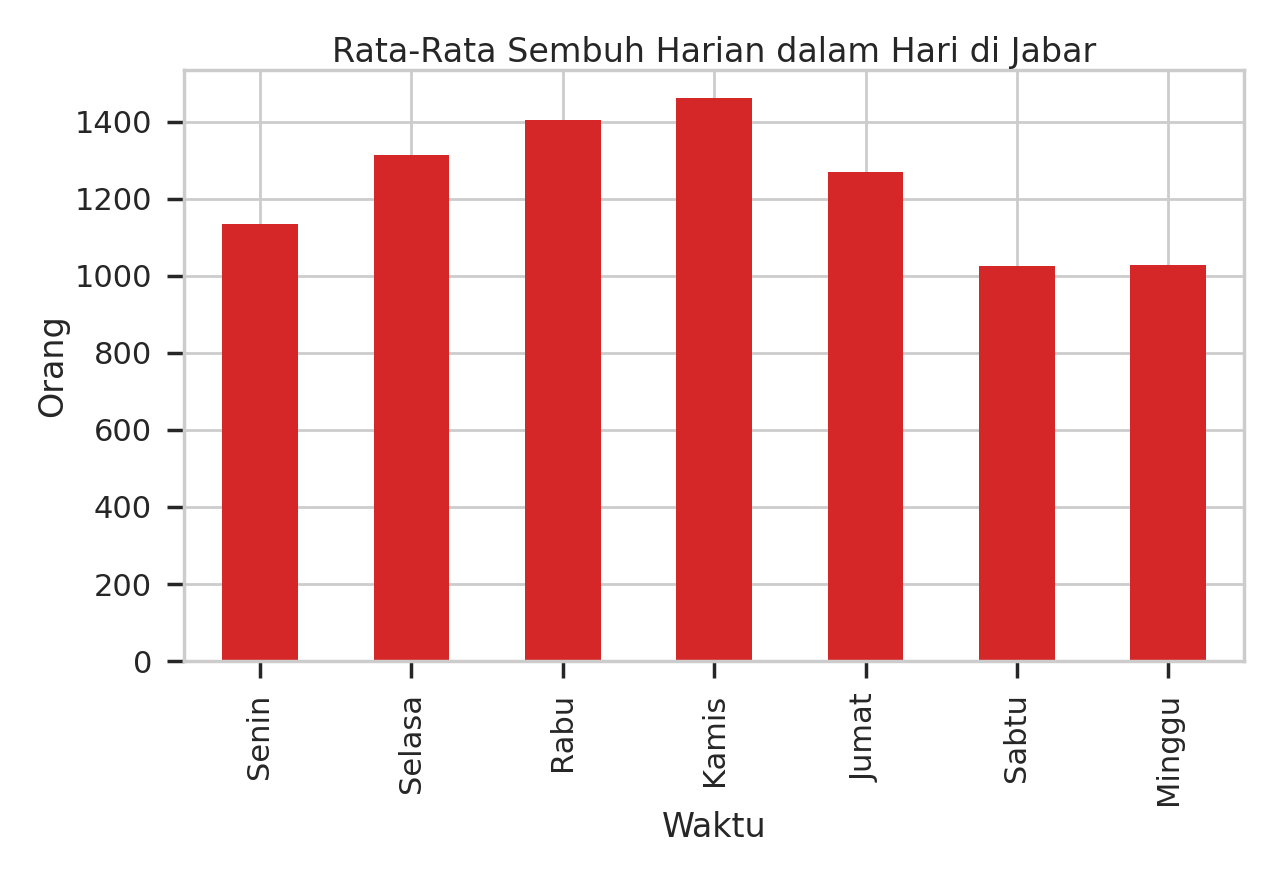 Rata-Rata Sembuh Harian dalam Hari di Jabar
1400
1200
1000
800
600
400
200
0
Orang
Senin
Selasa
Rabu
Kamis
Jumat
Sabtu
Minggu
Waktu